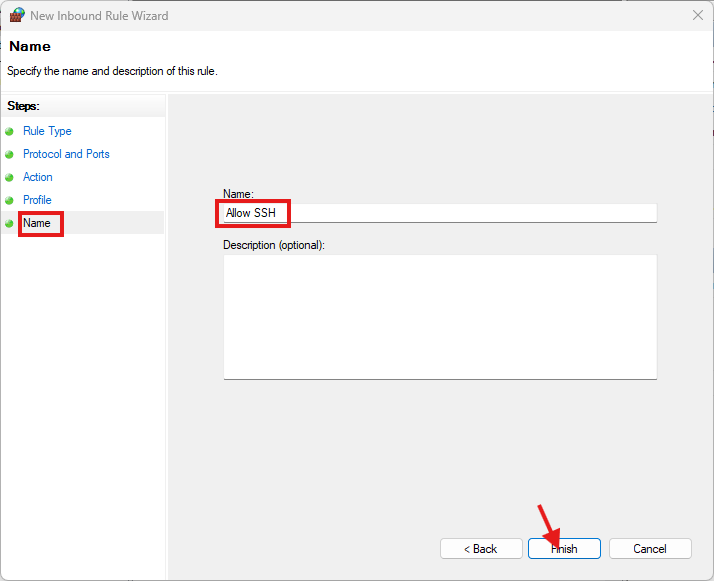 New Inbound Rule Wizard
Name
Specify the name and description of this rule.
Steps:
Rule Type
Protocol and Ports
Action
Profile
Name
Name:
Allow SSH
Description (optional):
< Back
Finish
Cancel